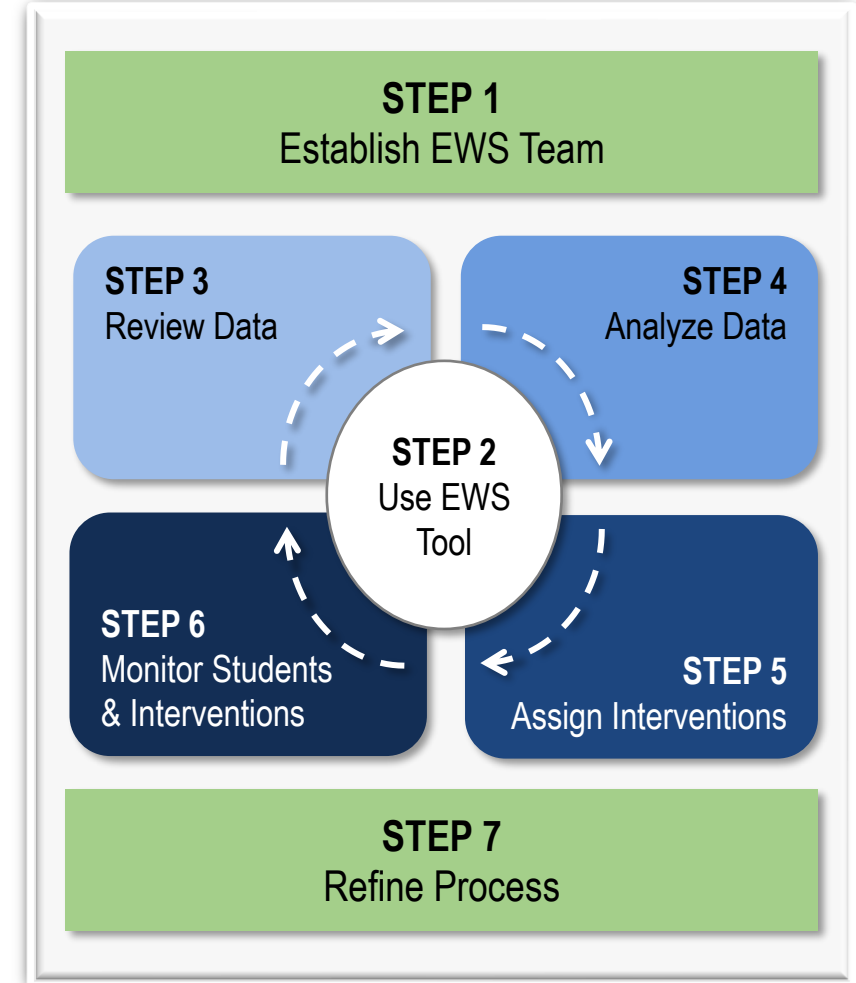 STEP 1
Establish EWS Team
STEP 3
Review Data
STEP 4
Analyze Data
STEP 2
Use EWS
Tool
STEP 6
Monitor Students
& Interventions
STEP 5
Assign Interventions
STEP 7
Refine Process